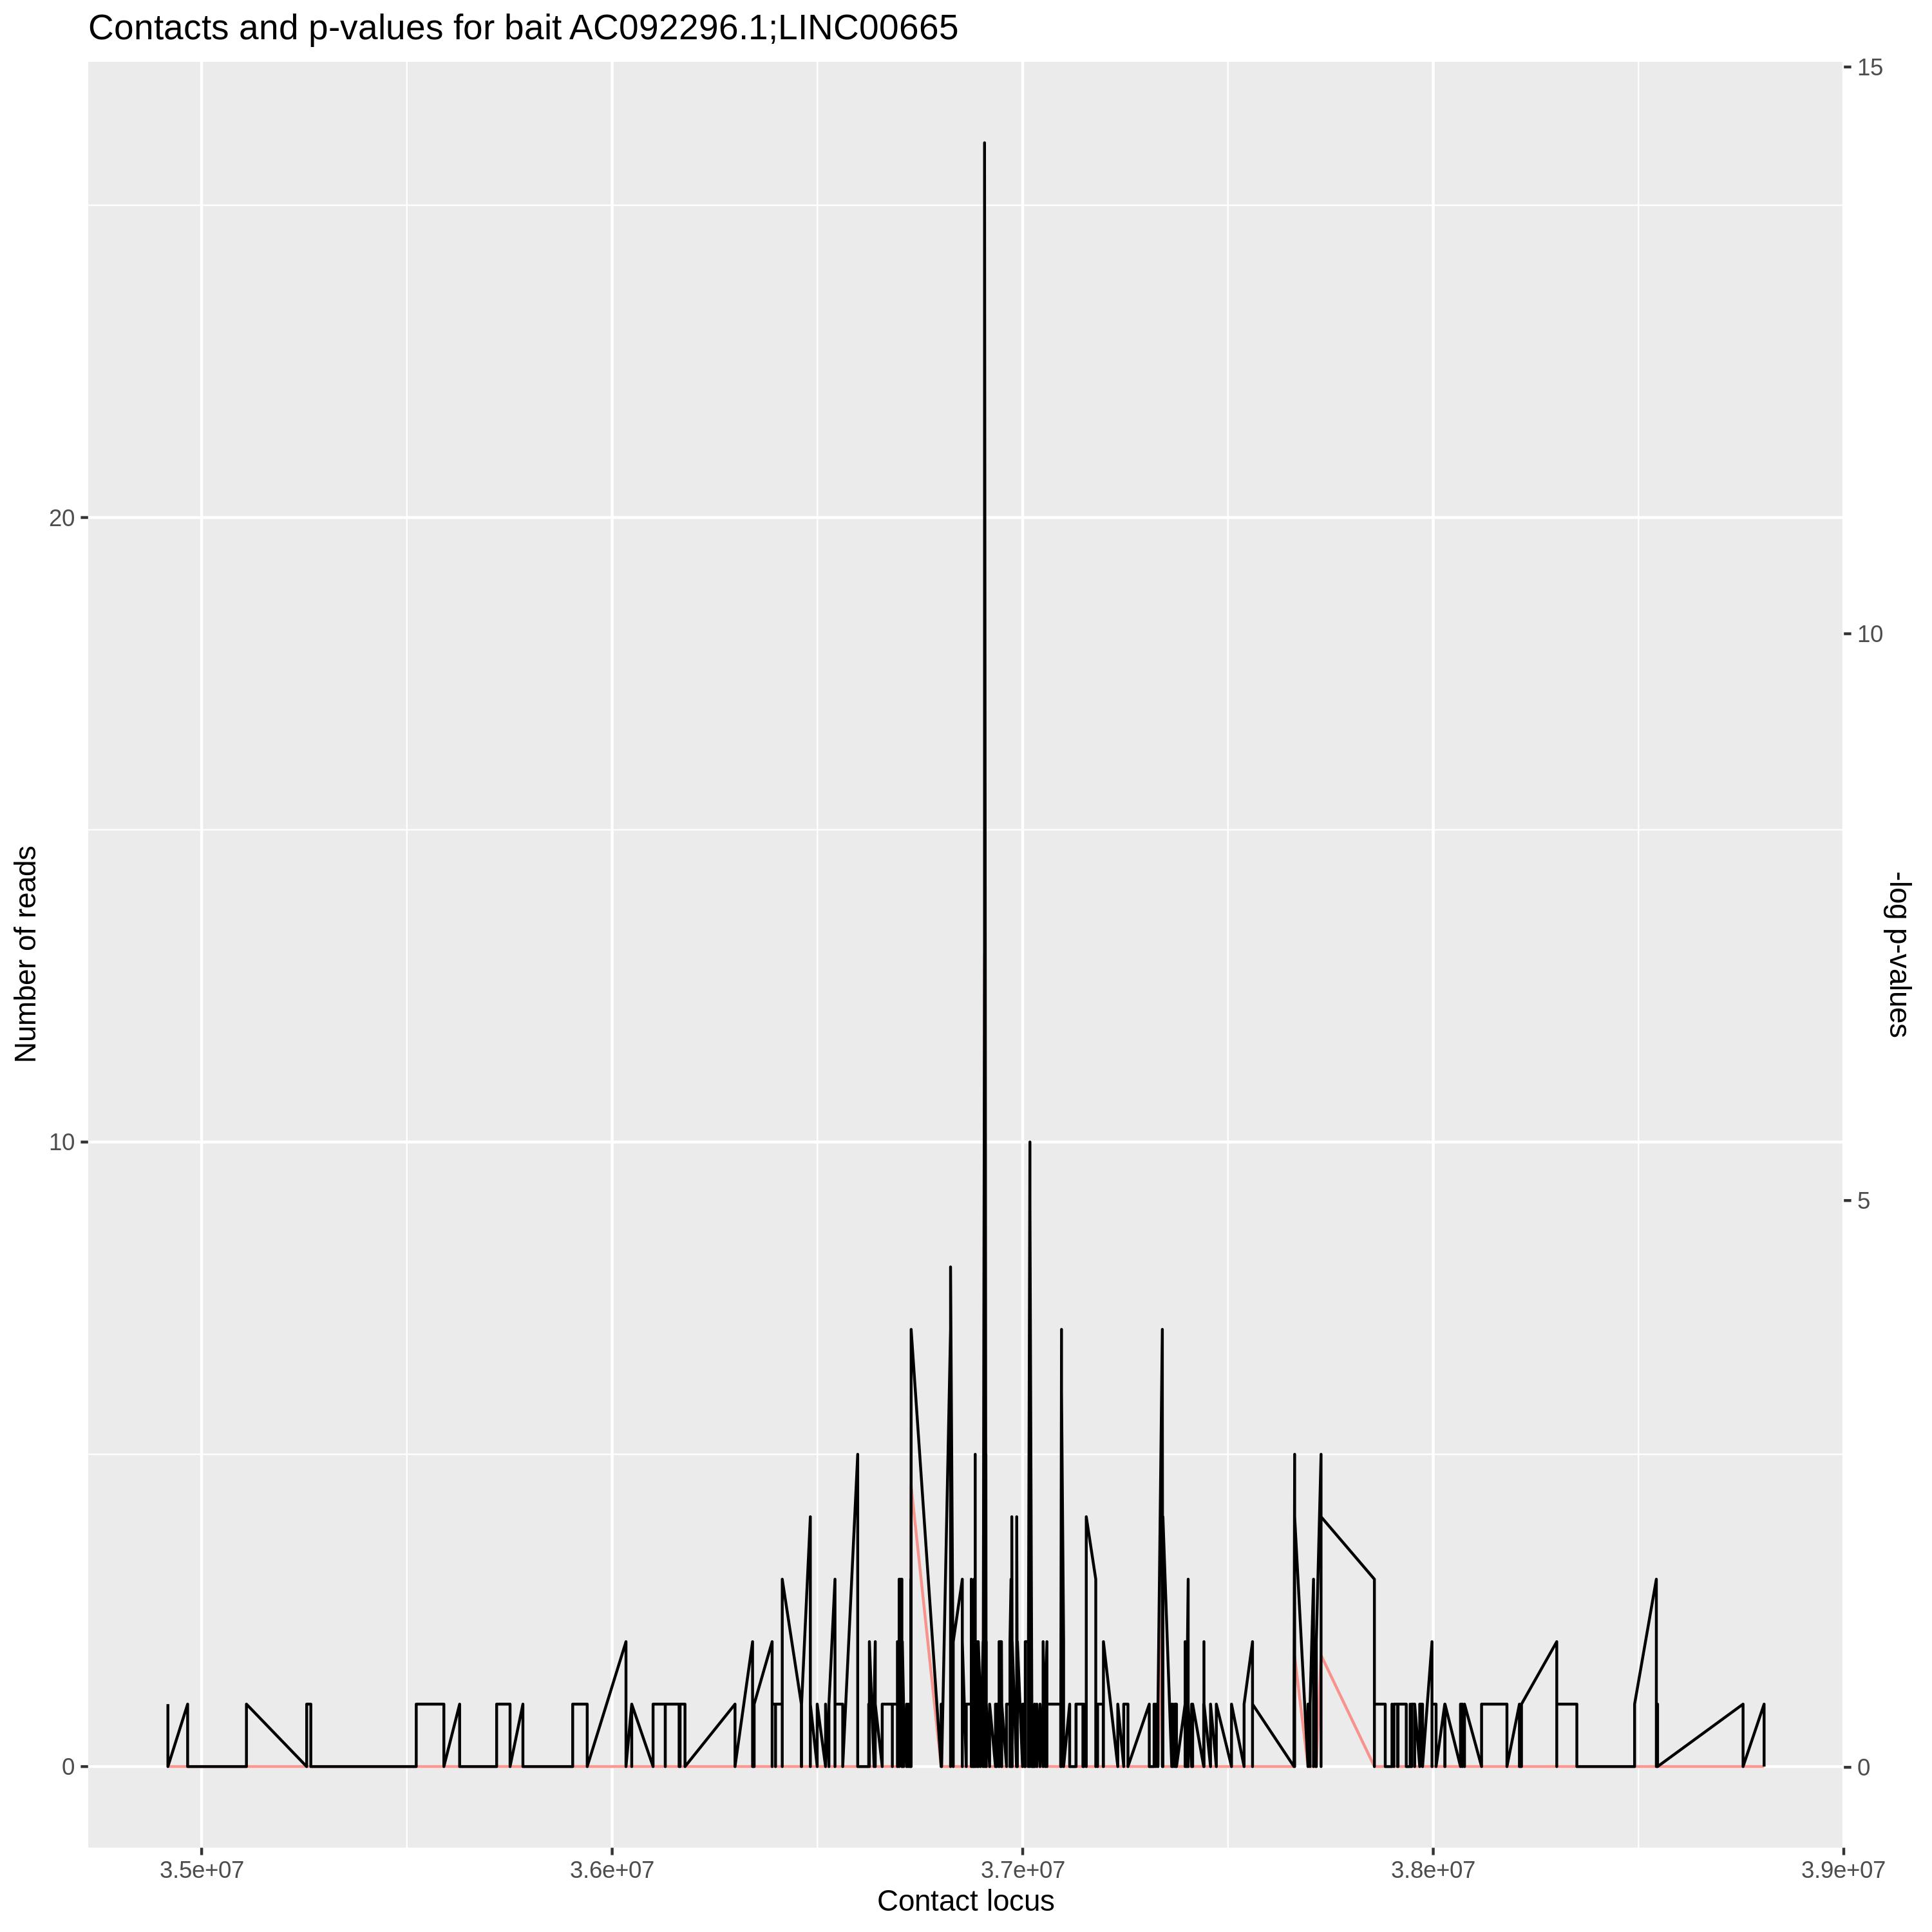 Contacts and p-values for bait AC092296.1;LINC00665
15
20
10
10
5
0
0
Number of reads
-log p-values
3.5e+07
3.6e+07
3.7e+07
3.8e+07
3.9e+07
Contact locus